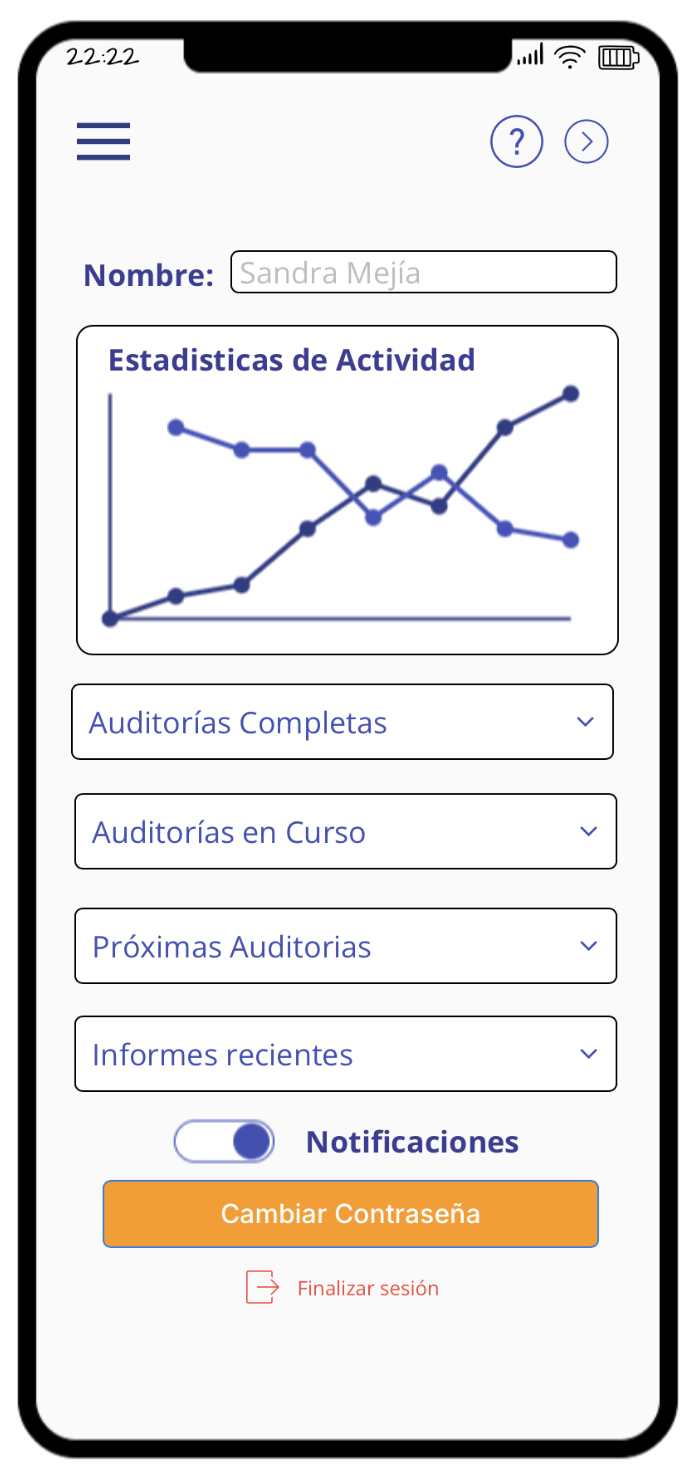 22:22
?
Nombre: Sandra Mejía
Estadisticas de Actividad
Auditorías Completas
Auditorías en Curso
Próximas Auditorias
Informes recientes
Notificaciones
Cambiar Contraseña
Finalizar sesión